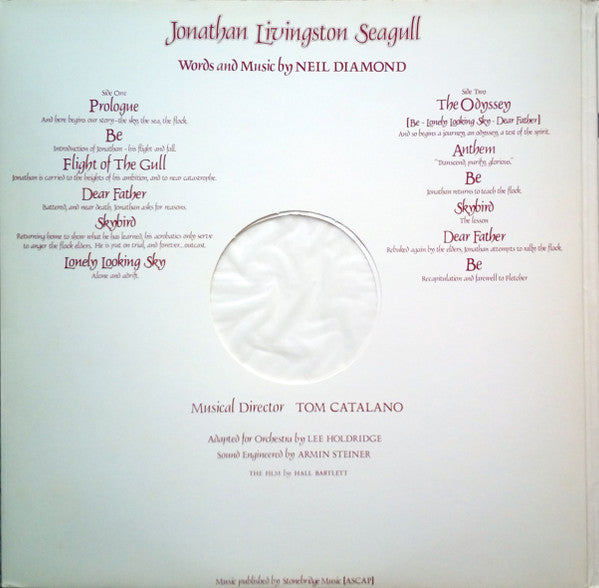 Jonathan Livingston Seagull
Words and Music by NEIL DIAMOND
Side One
Prologue
And here begins our story—the sky, the sea, the flock.
Be
Introduction of Jonathan - his flight and fall.
Flight of The Gull
Jonathan is carried to the heights of his ambition, and to near catastrophe.
Dear Father
Battered, and near death, Jonathan asks for reasons.
Skybird
Returning home to show what he has learned, his acrobatics only serve
to anger the flock elders. He is put on trial, and forever...outcast.
Lonely Looking Sky
Alone and adrift.
Side Two
The Odyssey
[Be - Lonely Looking Sky - Dear Father]
And so begins a journey, an odyssey, a test of the spirit.
Anthem
"Transcend, purify, glorious."
Be
Jonathan returns to teach the flock.
Skybird
The lesson
Dear Father
Rebuked again by the elders, Jonathan attempts to rally the flock.
Be
Recapitulation and farewell to Fletcher
Musical Director TOM CATALANO
Adapted for Orchestra by LEE HOLDRIDGE
Sound Engineered by ARMIN STEINER
THE FILM by HALL BARTLETT
Music published by Stonebridge Music [ASCAP]